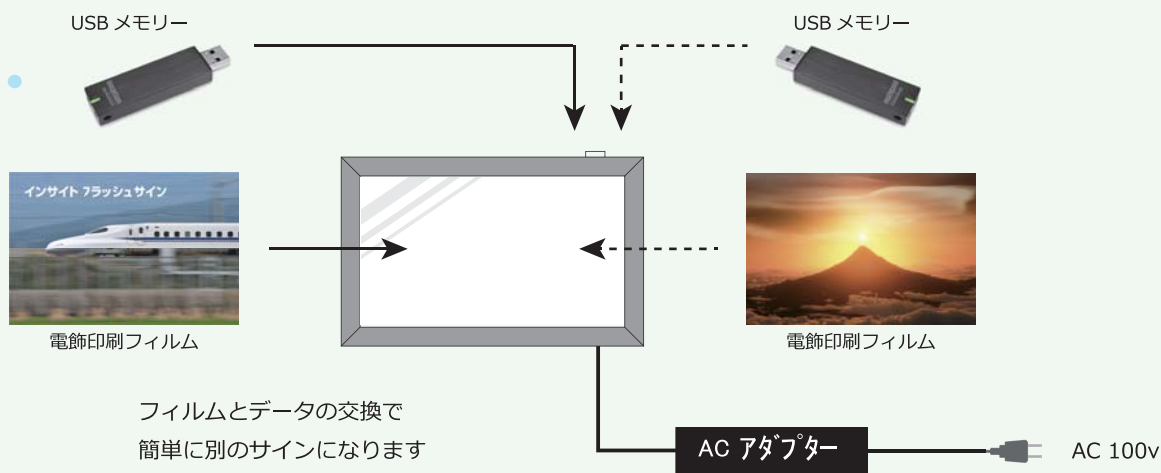 USB メモリー
USB メモリー
インサイト フラッシュサイン
電飾印刷フィルム
電飾印刷フィルム
フィルムとデータの交換で
簡単に別のサインになります
AC アダプター
AC 100v